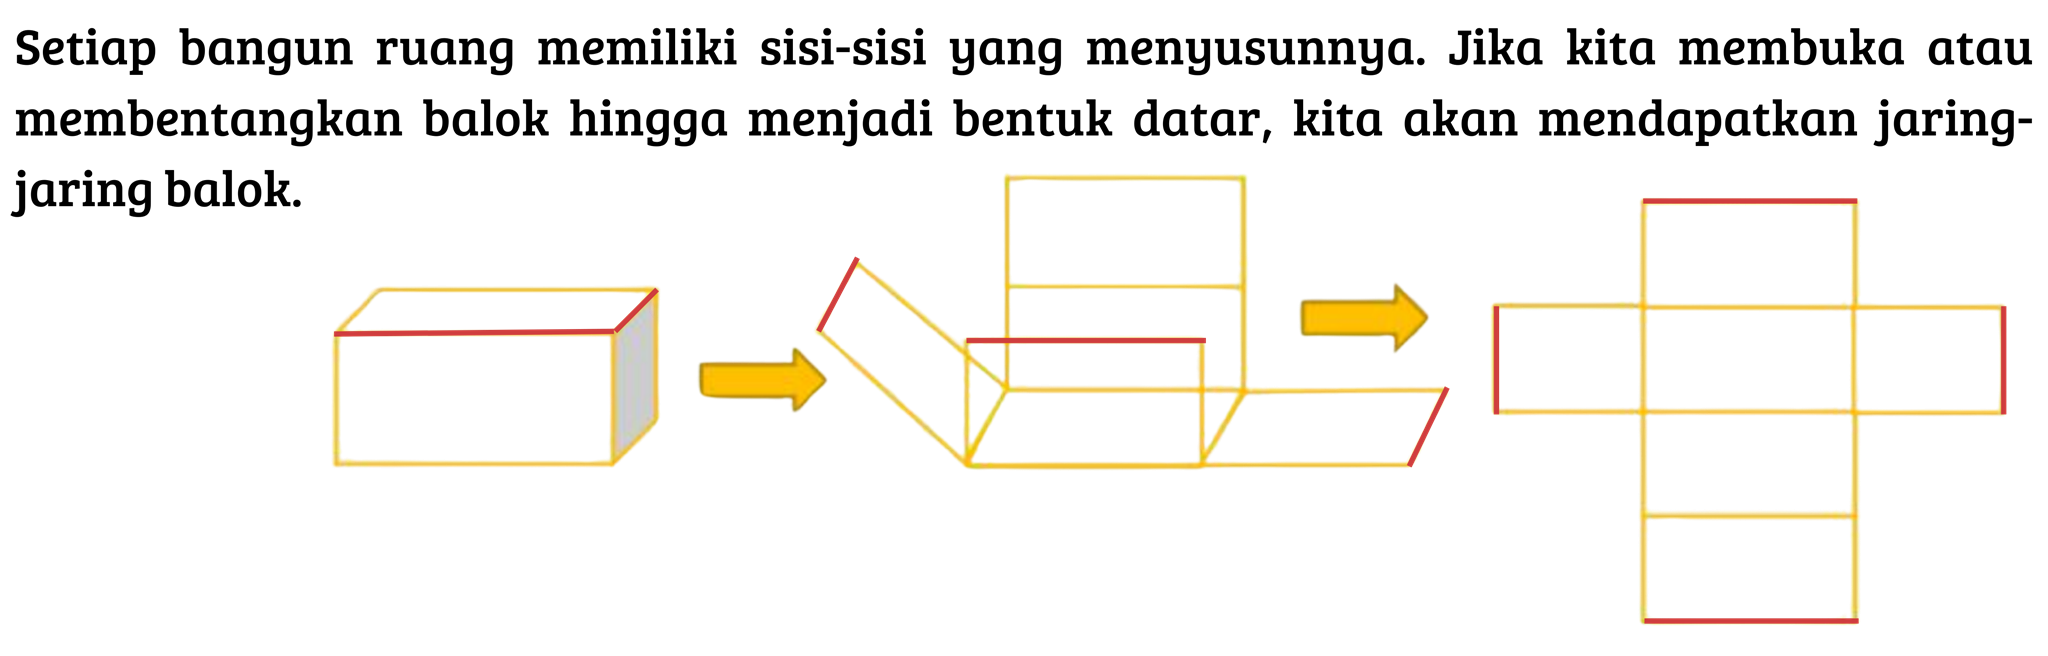 Setiap bangun ruang memiliki sisi-sisi yang menyusunnya. Jika kita membuka atau
membentangkan balok hingga menjadi bentuk datar, kita akan mendapatkan jaring-
jaring balok.